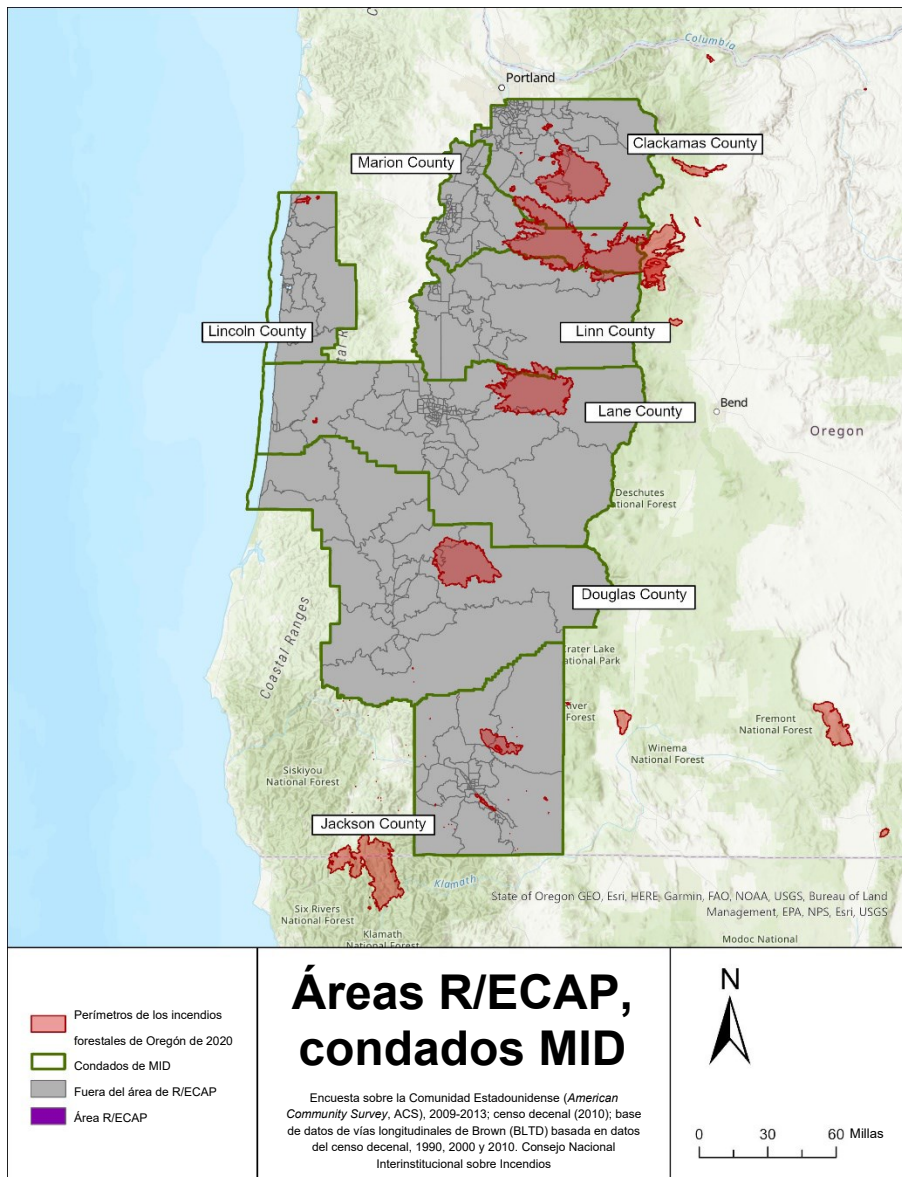 C
Columbia
Portland
Clackamas County
Marion County
Lincoln County
tal R
Linn County
Lane County
Bend
Oregon
Deschutes
National Forest
Douglas County
Coastal Ranges
Crater Lake
National Park
iver
Forest
Fremont
National Forest
Winema
National Forest
Siskiyou
National Forest
Jackson County
Klamath
State of Oregon GEO, Esri, HERE, Garmin, FAO, NOAA, USGS, Bureau of Land
Management, EPA, NPS, Esri, USGS
Six Rivers
National Forest
Klamath
National Forest
Modoc National
Perímetros de los incendios
forestales de Oregón de 2020
Condados de MID
Fuera del área de R/ECAP
Área R/ECAP
Áreas R/ECAP,
condados MID
Encuesta sobre la Comunidad Estadounidense (American
Community Survey, ACS), 2009-2013; censo decenal (2010); base
de datos de vías longitudinales de Brown (BLTD) basada en datos
del censo decenal, 1990, 2000 y 2010. Consejo Nacional
Interinstitucional sobre Incendios
N
0 30 60 Millas